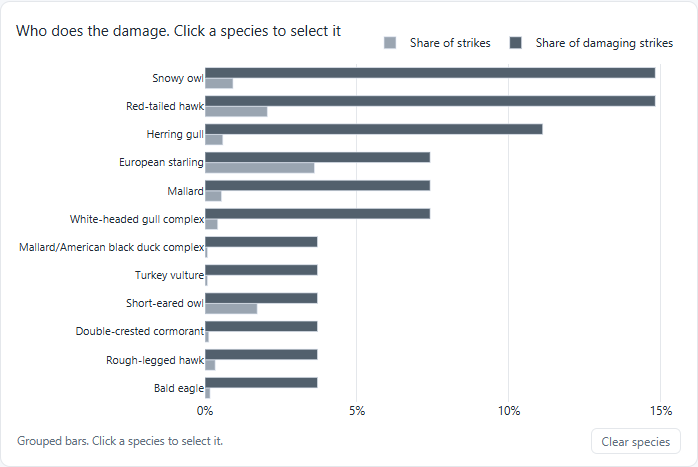 Who does the damage. Click a species to select it
Share of strikes
Share of damaging strikes
Snowy owl
Red-tailed hawk
Herring gull
European starling
Mallard
White-headed gull complex
Mallard/American black duck complex
Turkey vulture
Short-eared owl
Double-crested cormorant
Rough-legged hawk
Bald eagle
0%
5%
10%
15%
Grouped bars. Click a species to select it.
Clear species